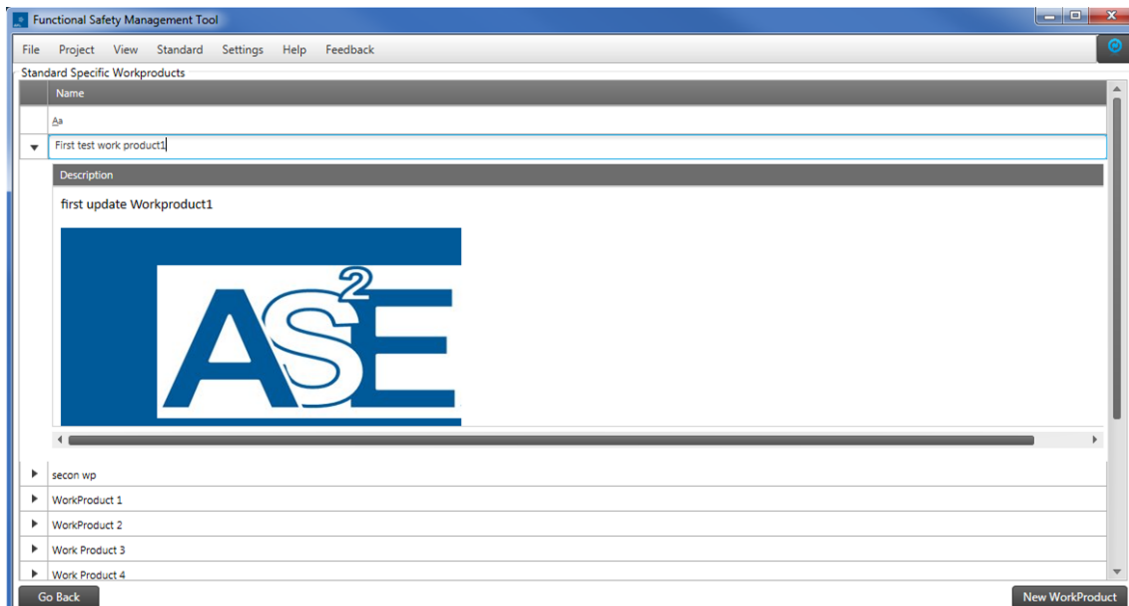 Functional Safety Management Tool
File Project View Standard Settings Help Feedback
Standard Specific Workproducts
Name
Aa
First test work product1
Description
first update Workproduct1
AS²E
secon wp
WorkProduct 1
WorkProduct 2
Work Product 3
Work Product 4
Go Back New WorkProduct